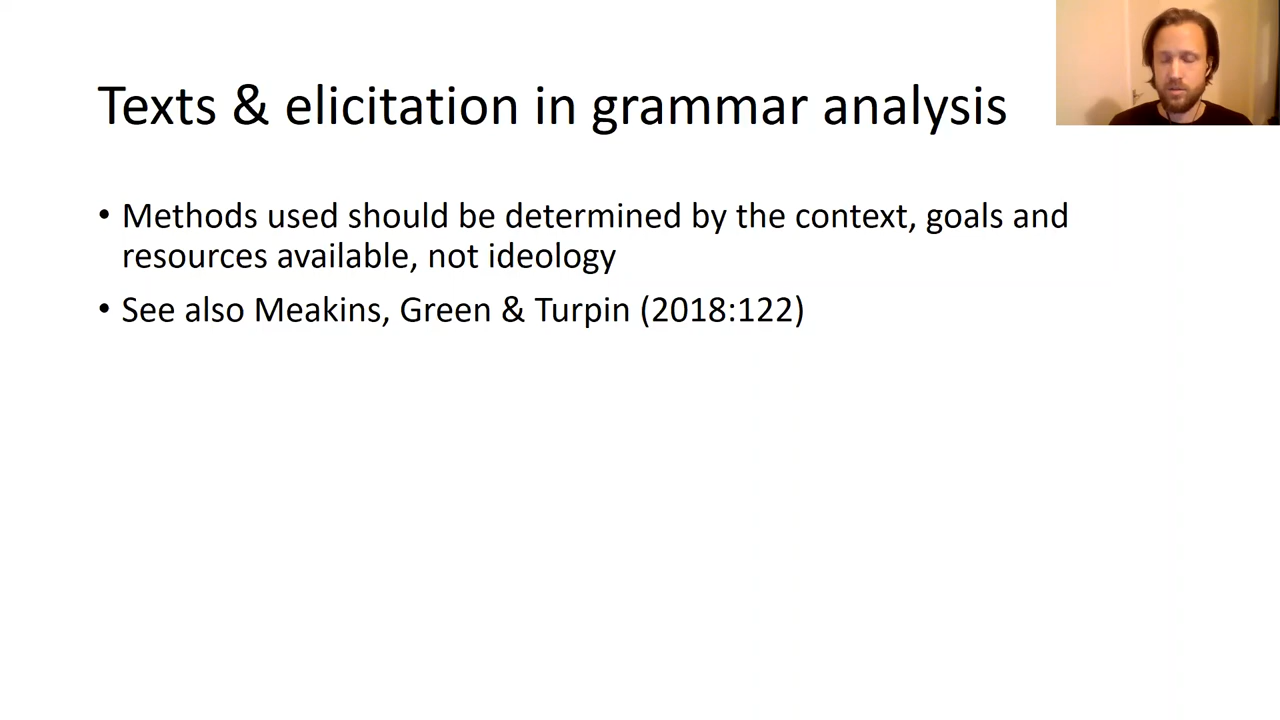 Texts & elicitation in grammar analysis
• Methods used should be determined by the context, goals and
resources available, not ideology
• See also Meakins, Green & Turpin (2018:122)